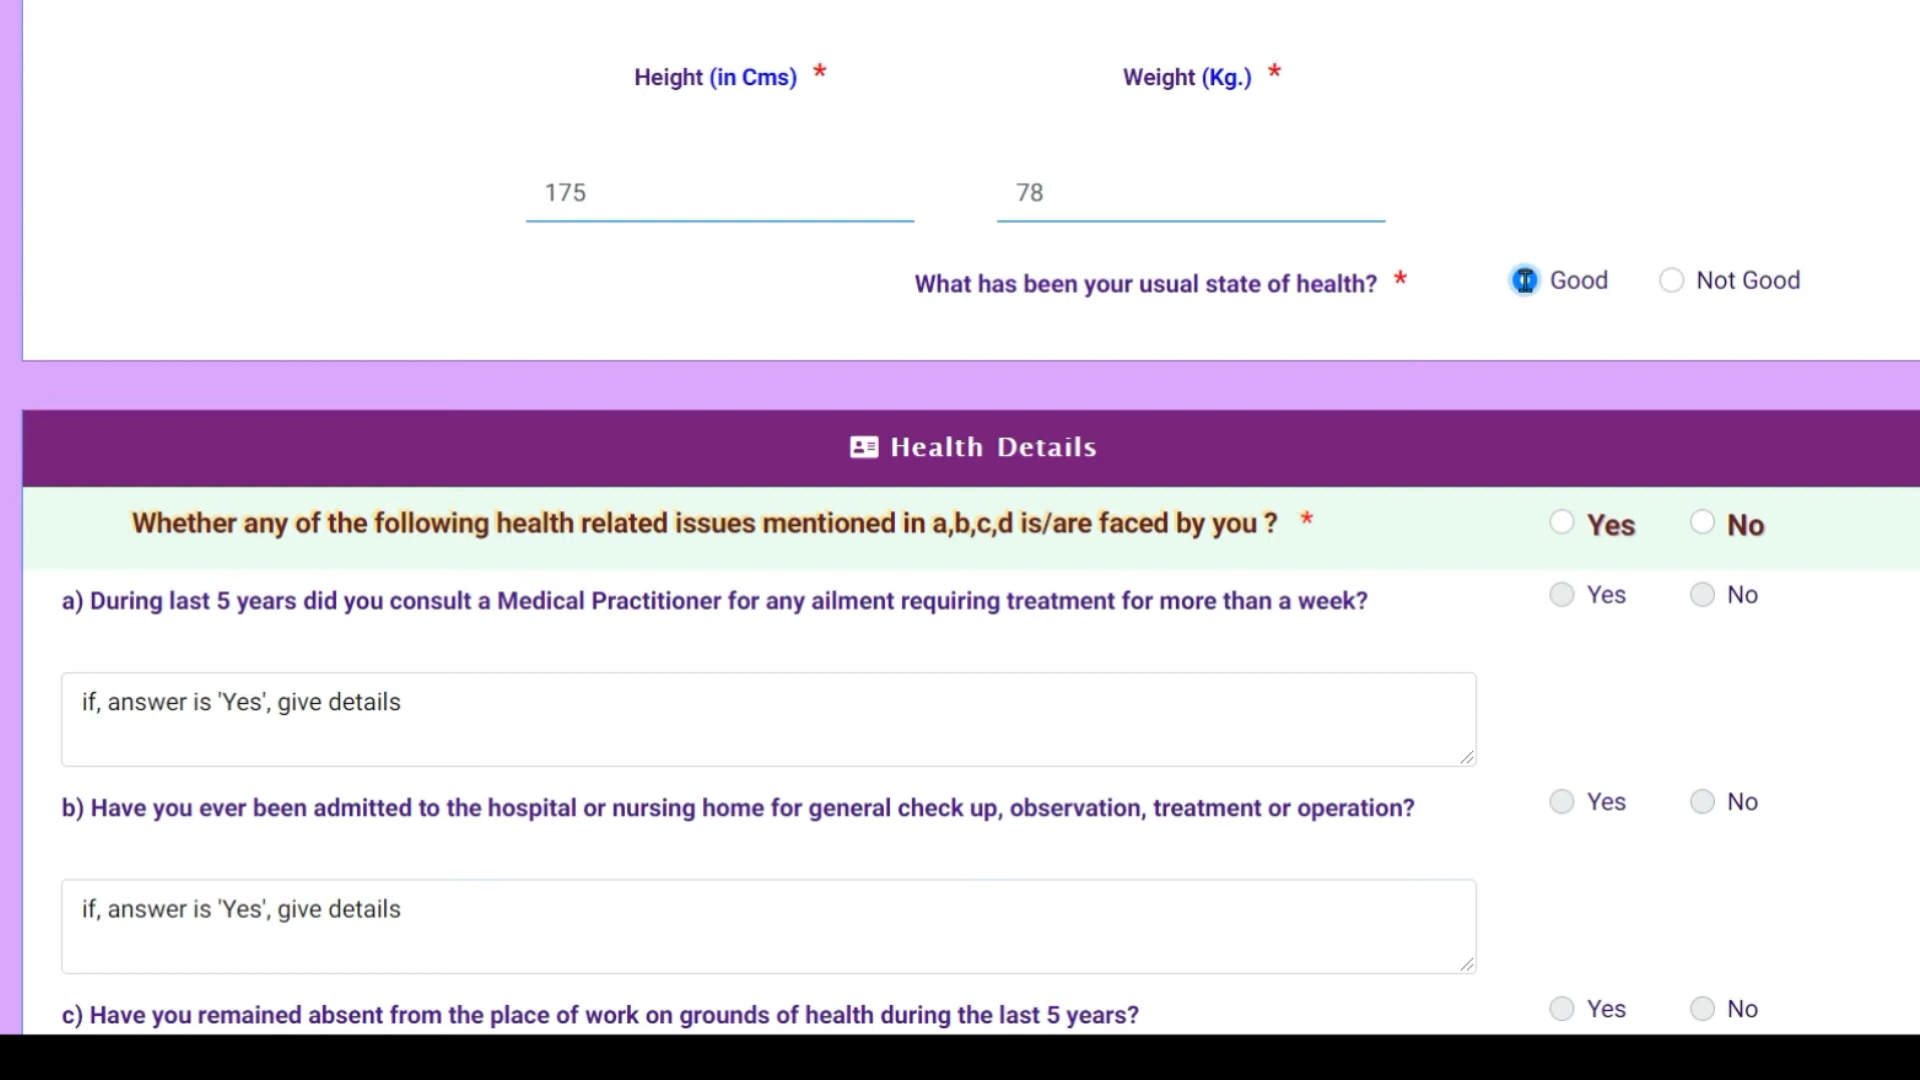 Height (in Cms) * Weight (Kg.) *
175 78
What has been your usual state of health? * Good Not Good
Health Details
Whether any of the following health related issues mentioned in a,b,c,d is/are faced by you ? * Yes No
a) During last 5 years did you consult a Medical Practitioner for any ailment requiring treatment for more than a week? Yes No
if, answer is 'Yes', give details
b) Have you ever been admitted to the hospital or nursing home for general check up, observation, treatment or operation? Yes No
if, answer is 'Yes', give details
c) Have you remained absent from the place of work on grounds of health during the last 5 years? Yes No